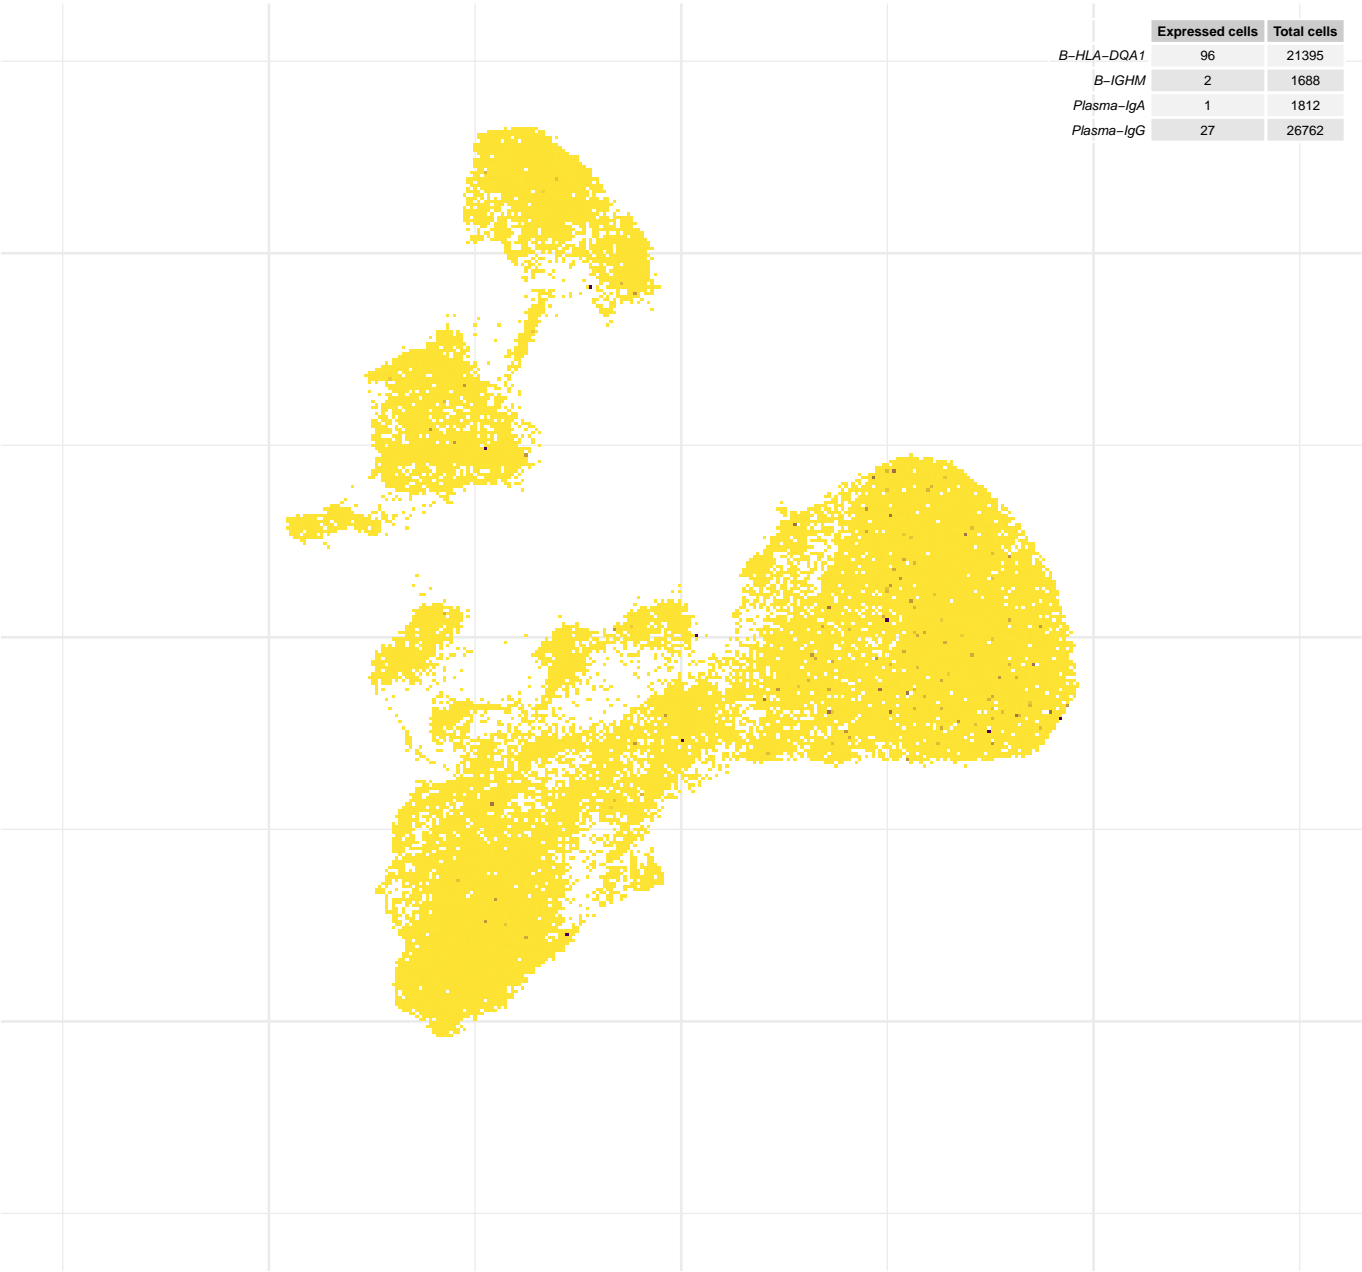 Expressed cells Total cells
B−HLA−DQA1 96 21395
B−IGHM 2 1688
Plasma−IgA 1 1812
Plasma−IgG 27 26762